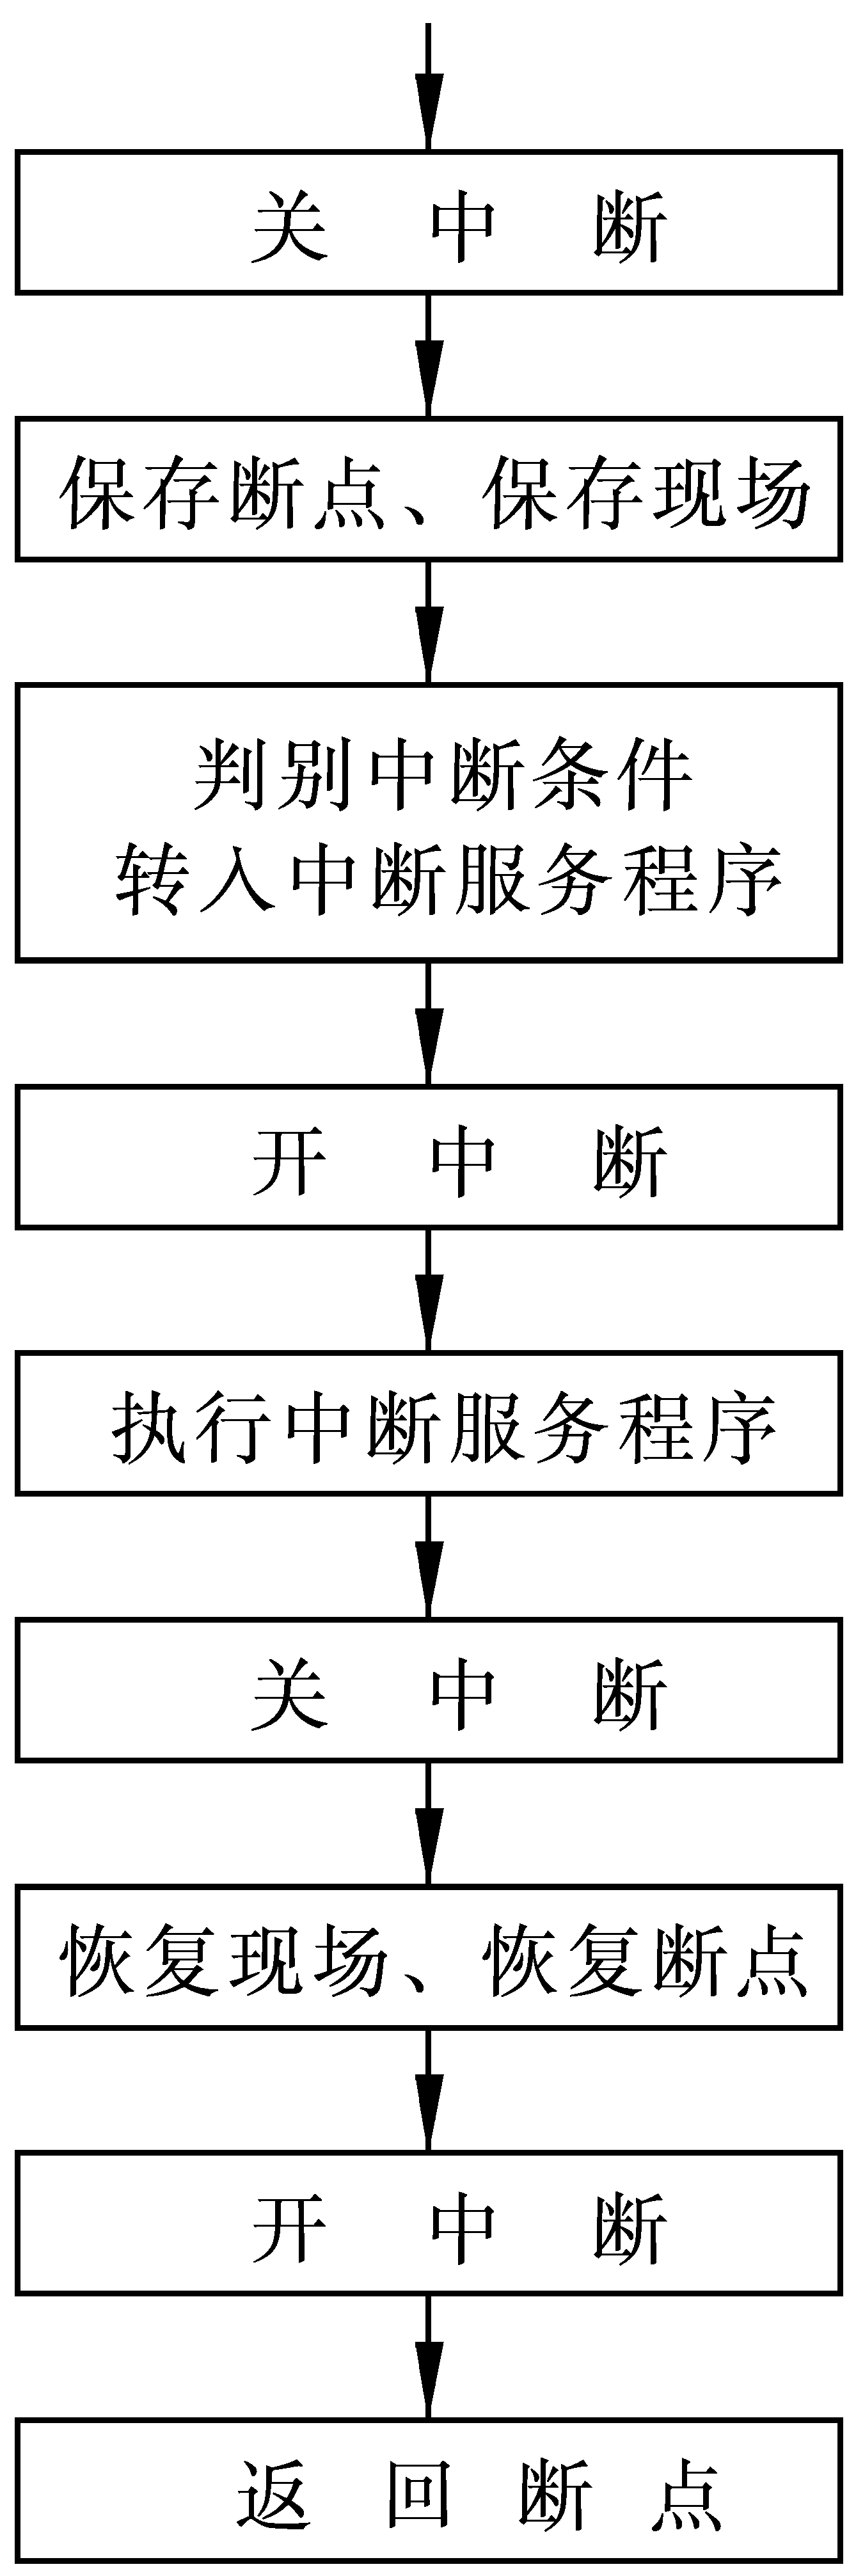 关中断
保存断点、保存现场
判别中断条件
转入中断服务程序
开中断
执行中断服务程序
关中断
恢复现场、恢复断点
开中断
返回断点